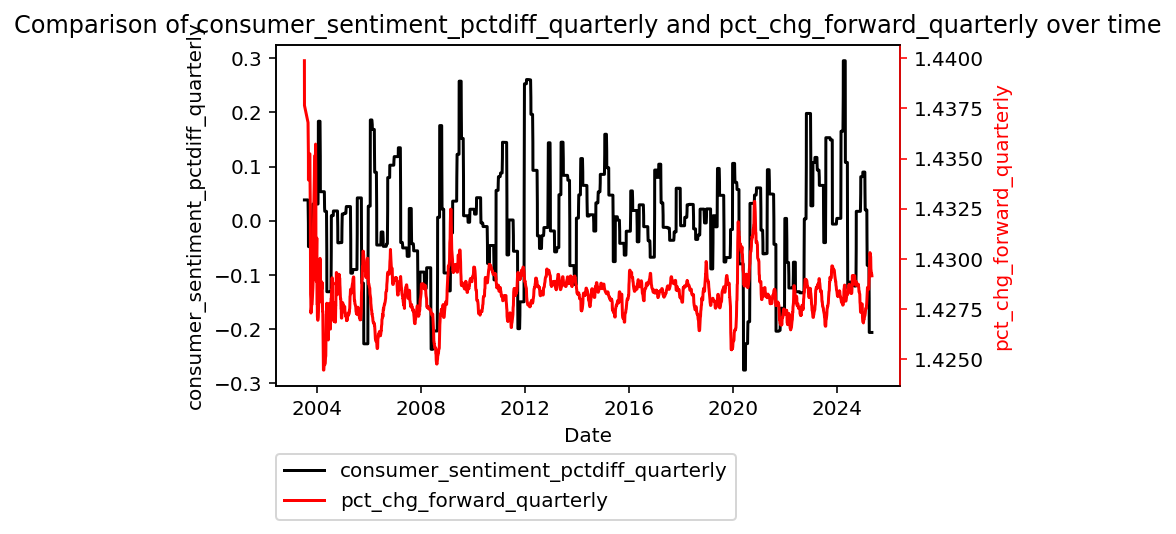 Comparison of consumer_sentiment_pctdiff_quarterly and pct_chg_forward_quarterly over time
consumer_sentiment_pctdiff_quarterly
0.3
0.2
0.1
0.0
−0.1
−0.2
−0.3
1.4400
1.4375
1.4350
1.4325
1.4300
1.4275
1.4250
pct_chg_forward_quarterly
2004 2008 2012 2016 2020 2024
Date
consumer_sentiment_pctdiff_quarterly
pct_chg_forward_quarterly